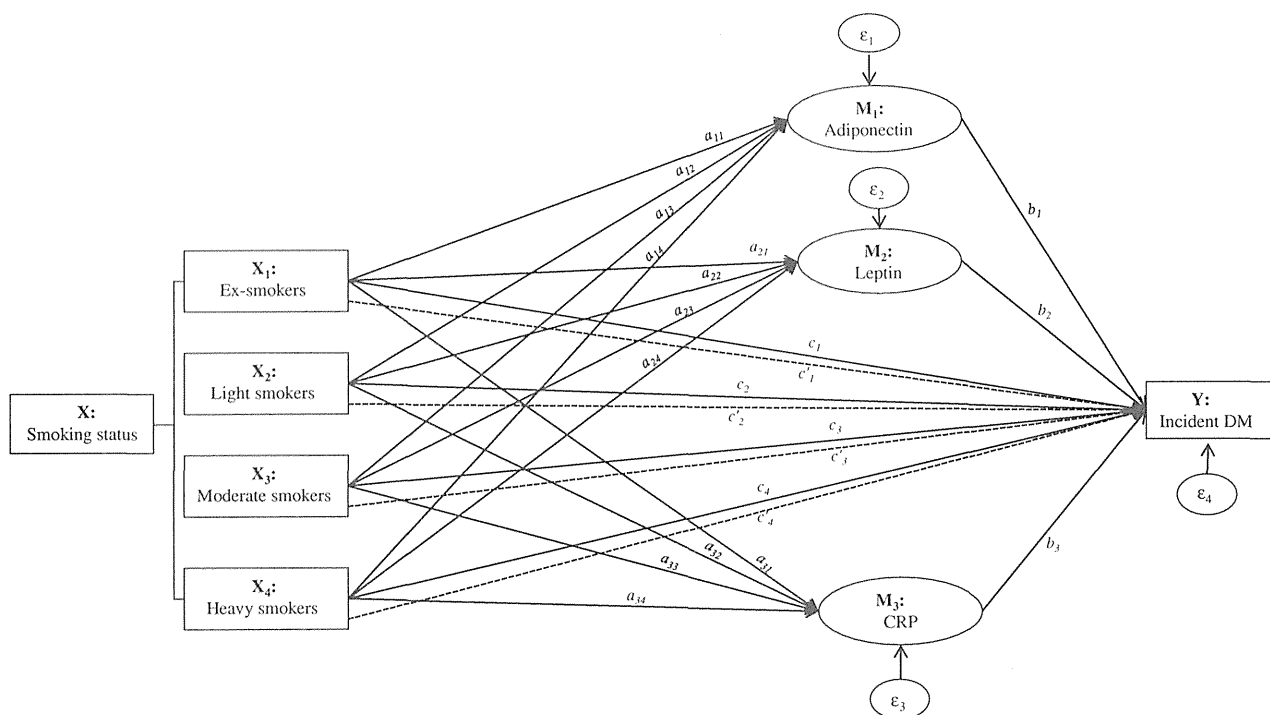 ε1
M1:
Adiponectin
a11
a12
a13
a14
ε2
M2:
Leptin
b1
a21
a22
a23
a24
b2
X1:
Ex-smokers
c1
c'1
X2:
Light smokers
c2
c'2
X:
Smoking status
Y:
Incident DM
c3
c'3
X3:
Moderate smokers
c4
c'4
ε4
a31
a32
a33
a34
b3
X4:
Heavy smokers
M3:
CRP
ε3